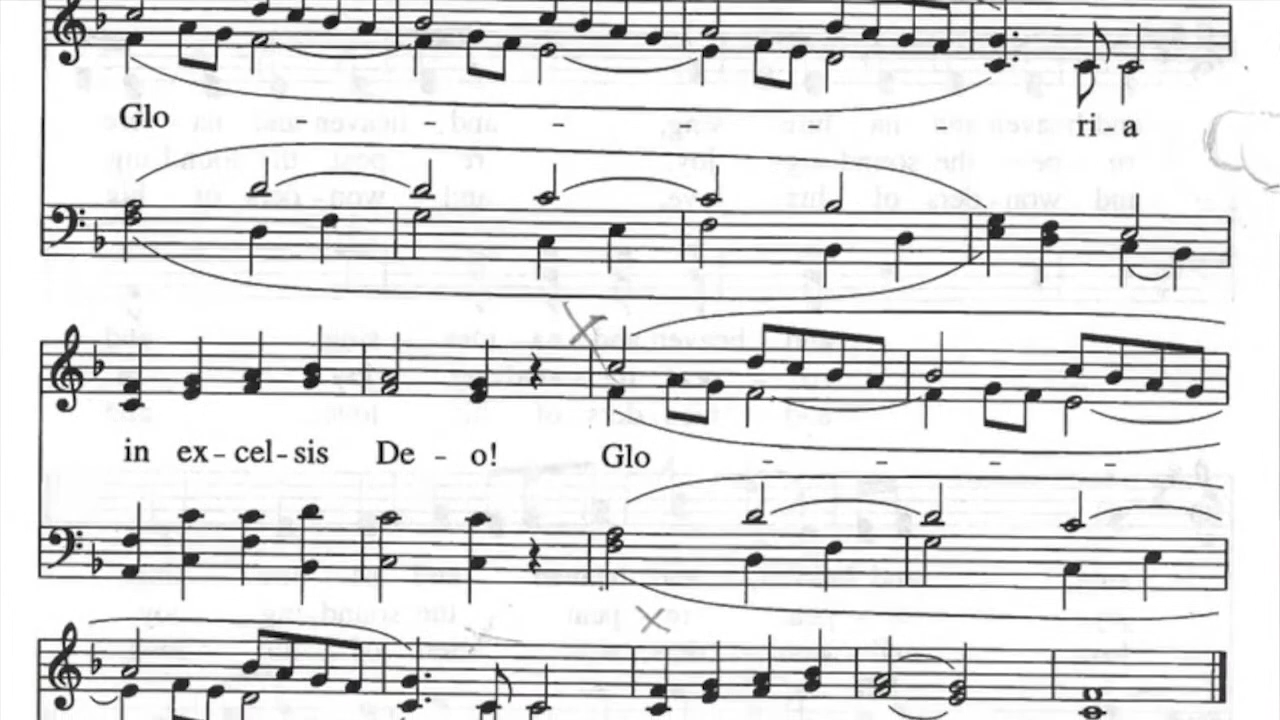 Glo - - - - - - ri - a
in ex - cel - sis De - o! Glo - - - -